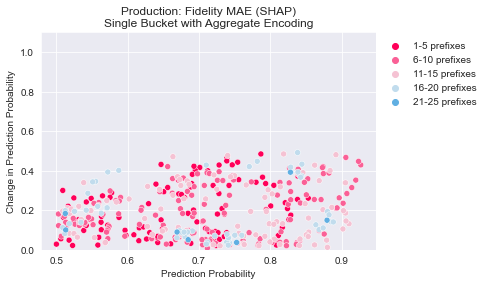 Production: Fidelity MAE (SHAP)
Single Bucket with Aggregate Encoding
1-5 prefixes
6-10 prefixes
11-15 prefixes
16-20 prefixes
21-25 prefixes
Change in Prediction Probability
1.0
0.8
0.6
0.4
0.2
0.0
0.5 0.6 0.7 0.8 0.9
Prediction Probability